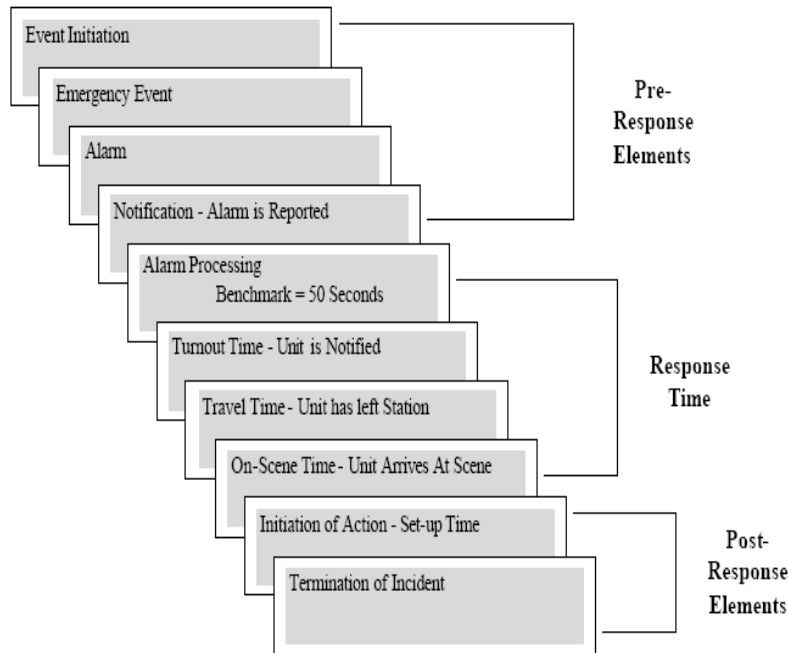 Event Initiation
Emergency Event
Alarm
Notification - Alarm is Reported
Alarm Processing
Benchmark = 50 Seconds
Turnout Time - Unit is Notified
Travel Time - Unit has left Station
On-Scene Time - Unit Arrives At Scene
Initiation of Action - Set-up Time
Termination of Incident
Pre-
Response
Elements
Response
Time
Post-
Response
Elements